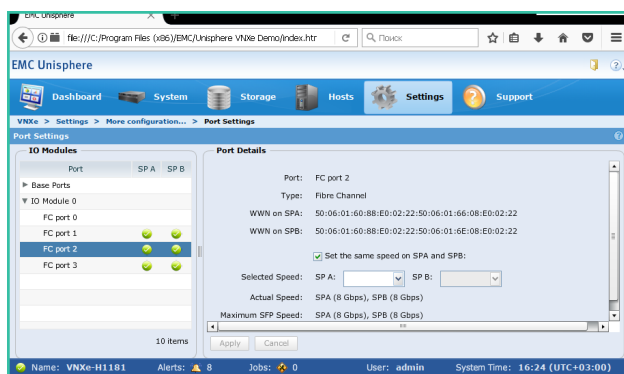 EMC Unisphere
file:///C:/Program Files (x86)/EMC/Unisphere VNXe Demo/index.htr
Поиск
EMC Unisphere
Dashboard System Storage Hosts Settings Support
VNXe > Settings > More configuration... > Port Settings
Port Settings
IO Modules
Port SP A SP B
Base Ports
IO Module 0
FC port 0
FC port 1
FC port 2
FC port 3
10 items
Port Details
Port: FC port 2
Type: Fibre Channel
WWN on SPA: 50:06:01:60:88:E0:02:22:50:06:01:66:08:E0:02:22
WWN on SPB: 50:06:01:60:88:E0:02:22:50:06:01:6E:08:E0:02:22
Set the same speed on SPA and SPB:
Selected Speed: SP A: SP B:
Actual Speed: SPA (8 Gbps), SPB (8 Gbps)
Maximum SFP Speed: SPA (8 Gbps), SPB (8 Gbps)
Apply Cancel
Name: VNXe-H1181 Alerts: 8 Jobs: 0 User: admin System Time: 16:24 (UTC+03:00)